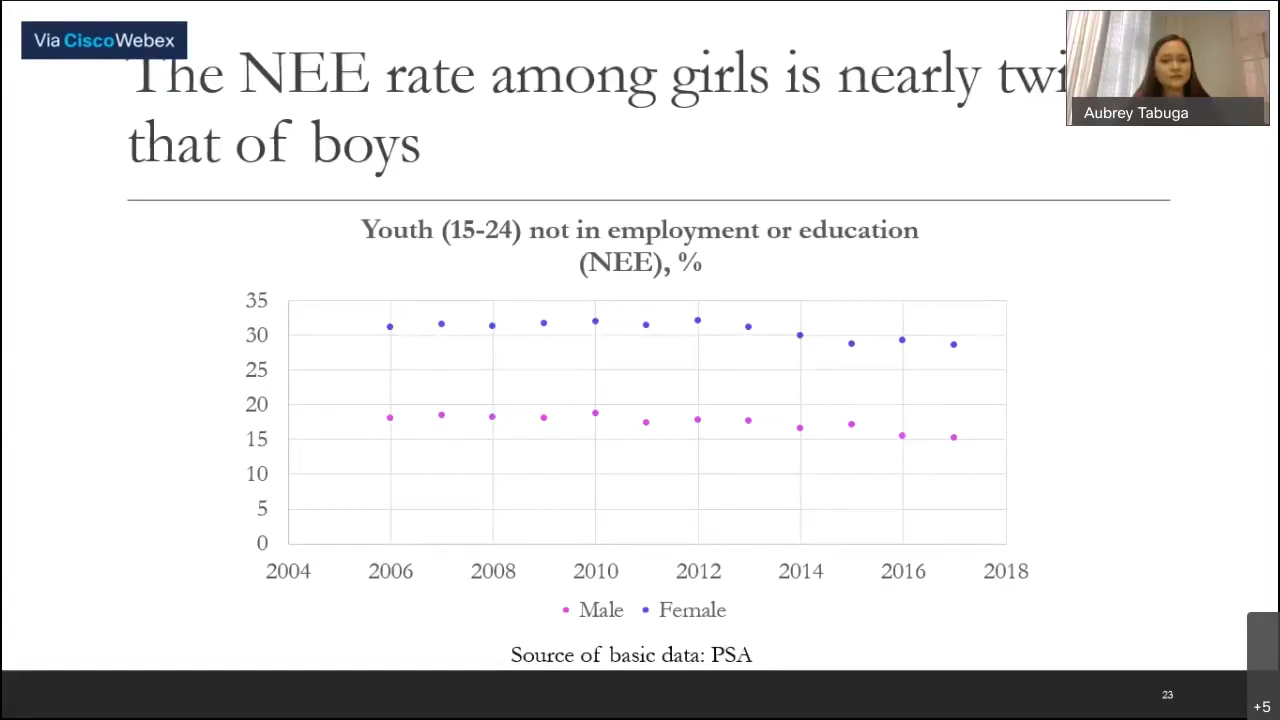 Via CiscoWebex
The NEE rate among girls is nearly
that of boys
Aubrey Tabuga
Youth (15-24) not in employment or education
(NEE), %
35
30
25
20
15
10
5
0
2004 2006 2008 2010 2012 2014 2016 2018
Male Female
Source of basic data: PSA
23
+5